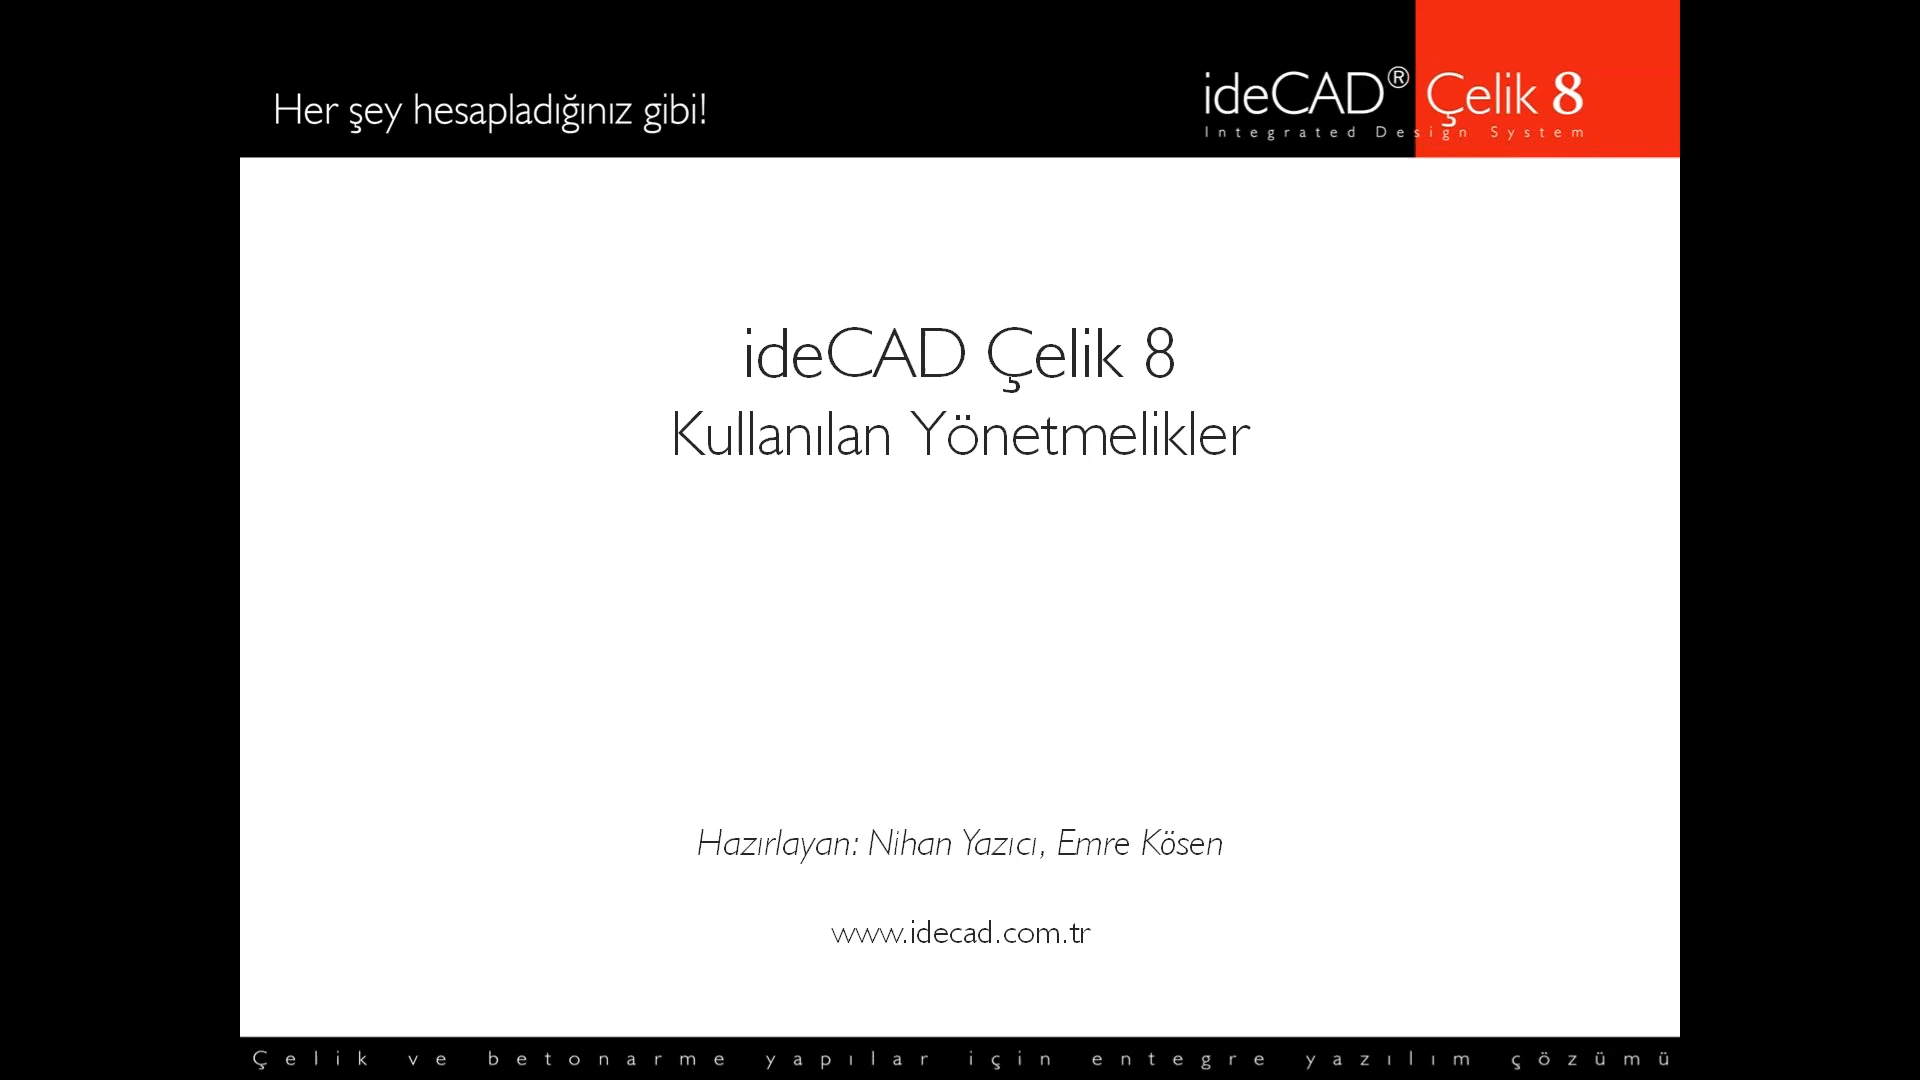 Her şey hesapladığınız gibi!
ideCAD® Çelik 8
Integrated Design System
ideCAD Çelik 8
Kullanılan Yönetmelikler
Hazırlayan: Nihan Yazıcı, Emre Kösen
www.idecad.com.tr
Çelik ve betonarme yapılar için entegre yazılım çözümü